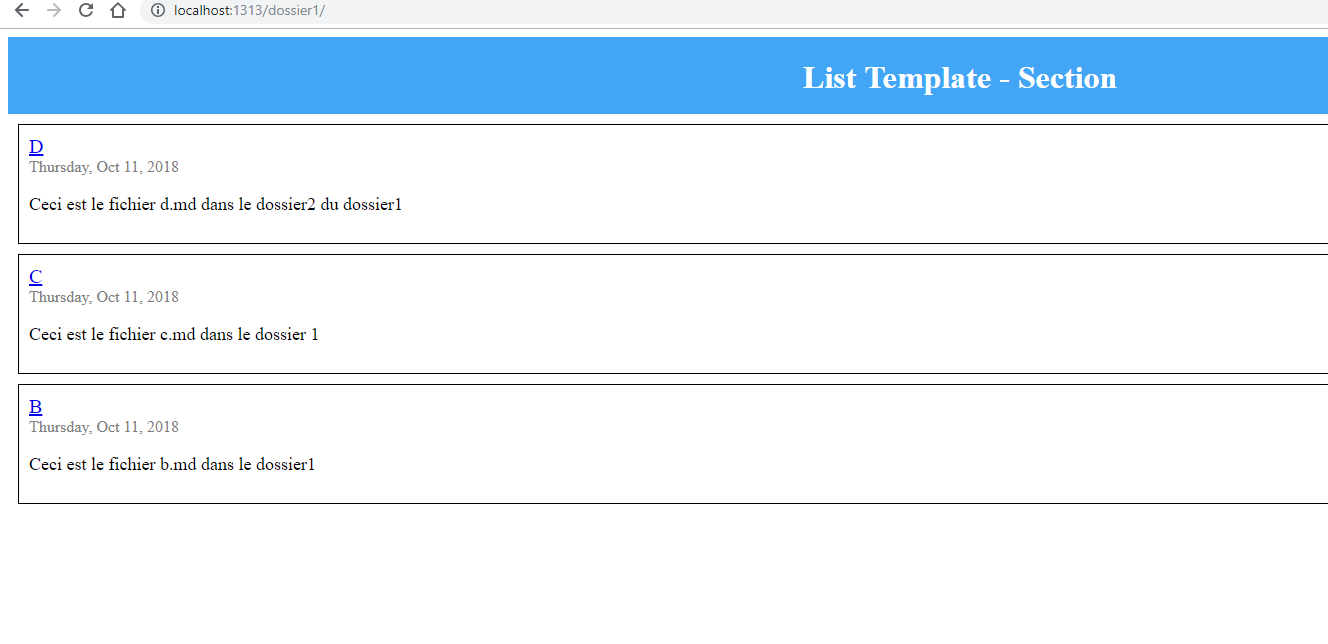 localhost:1313/dossier1/
List Template - Section
D
Thursday, Oct 11, 2018
Ceci est le fichier d.md dans le dossier2 du dossier1
C
Thursday, Oct 11, 2018
Ceci est le fichier c.md dans le dossier 1
B
Thursday, Oct 11, 2018
Ceci est le fichier b.md dans le dossier1